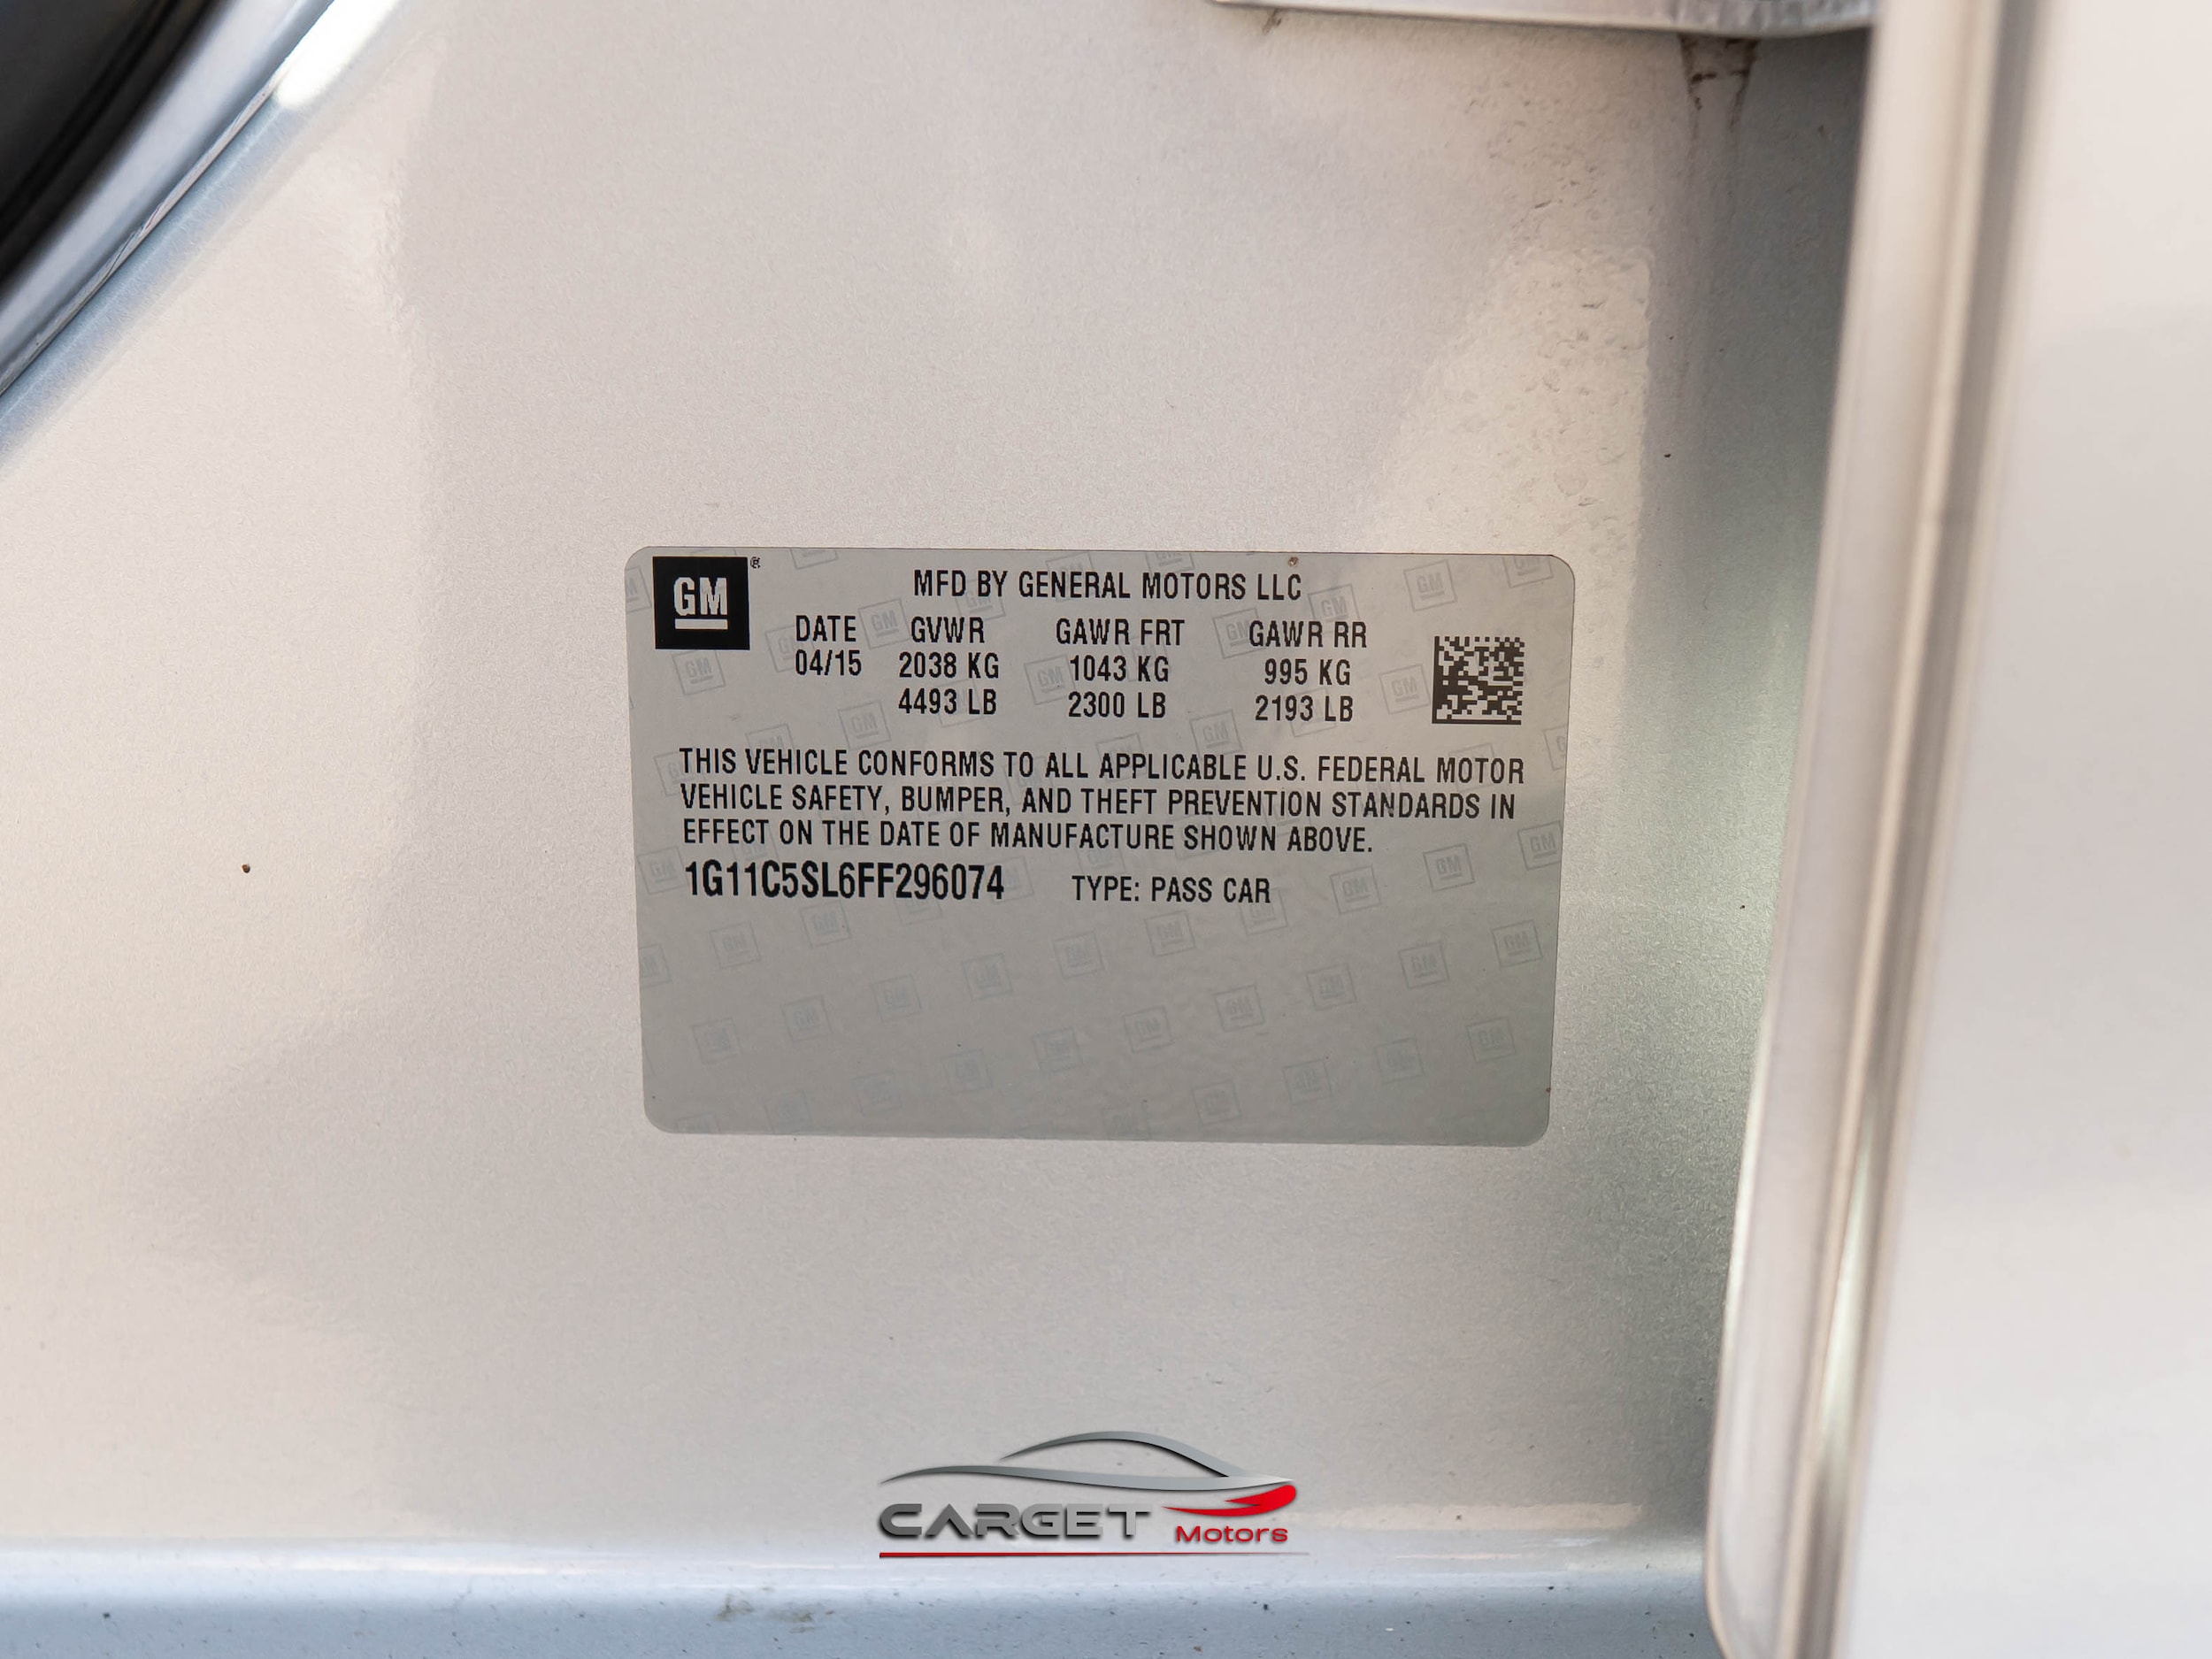 GM ®
MFD BY GENERAL MOTORS LLC
DATE GVWR GAWR FRT GAWR RR
04/15 2038 KG 1043 KG 995 KG
4493 LB 2300 LB 2193 LB
THIS VEHICLE CONFORMS TO ALL APPLICABLE U.S. FEDERAL MOTOR
VEHICLE SAFETY, BUMPER, AND THEFT PREVENTION STANDARDS IN
EFFECT ON THE DATE OF MANUFACTURE SHOWN ABOVE.
1G11C5SL6FF296074 TYPE: PASS CAR
CARGET
Motors